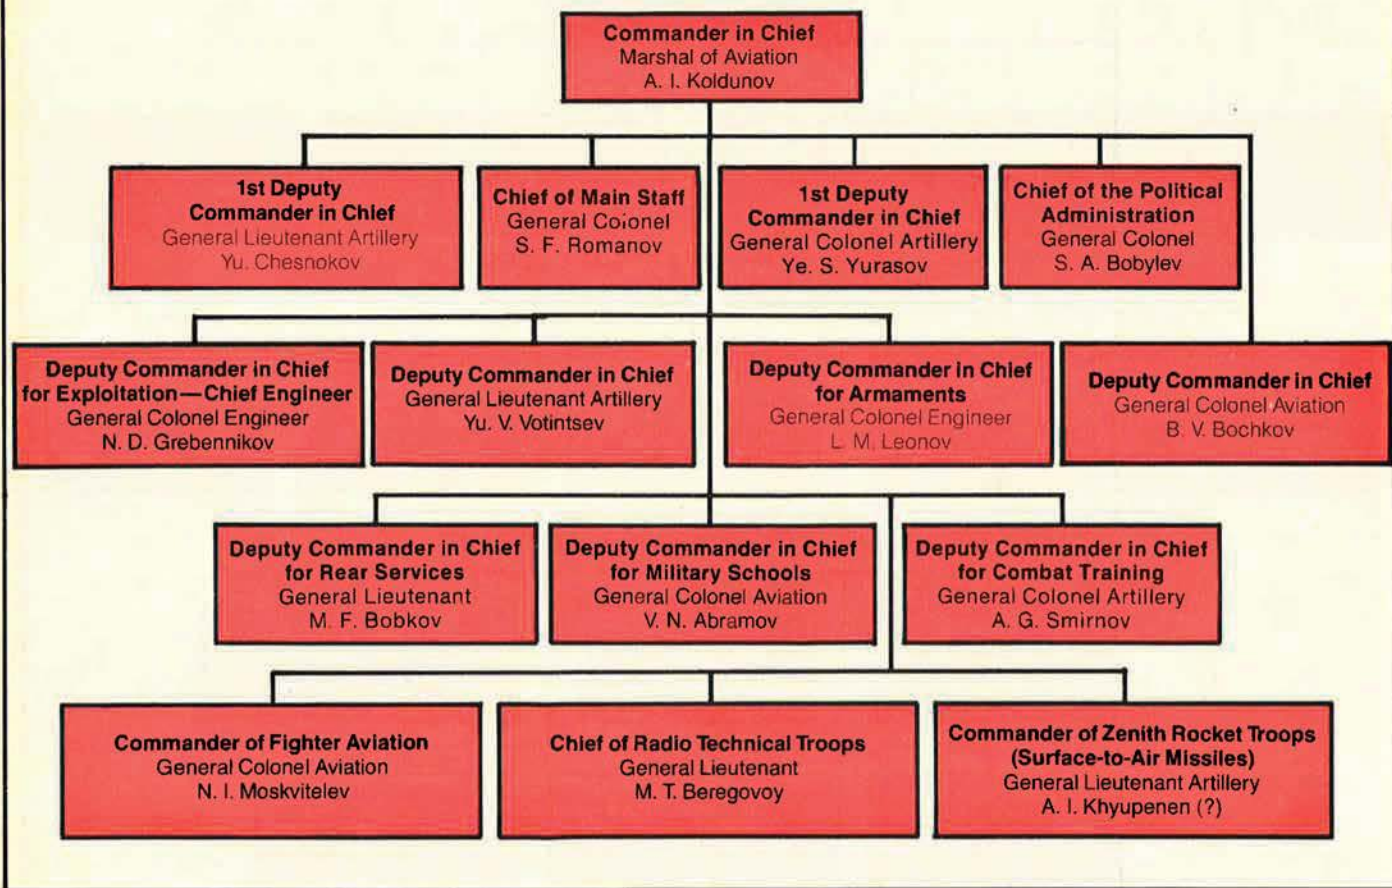 Commander in Chief
Marshal of Aviation
A. I. Koldunov
1st Deputy
Commander in Chief
General Lieutenant Artillery
Yu. Chesnokov
Chief of Main Staff
General Colonel
S. F. Romanov
1st Deputy
Commander in Chief
General Colonel Artillery
Ye. S. Yurasov
Chief of the Political
Administration
General Colonel
S. A. Bobylev
Deputy Commander in Chief
for Exploitation—Chief Engineer
General Colonel Engineer
N. D. Grebennikov
Deputy Commander in Chief
General Lieutenant Artillery
Yu. V. Votintsev
Deputy Commander in Chief
for Armaments
General Colonel Engineer
L. M. Leonov
Deputy Commander in Chief
General Colonel Aviation
B. V. Bochkov
Deputy Commander in Chief
for Rear Services
General Lieutenant
M. F. Bobkov
Deputy Commander in Chief
for Military Schools
General Colonel Aviation
V. N. Abramov
Deputy Commander in Chief
for Combat Training
General Colonel Artillery
A. G. Smirnov
Commander of Fighter Aviation
General Colonel Aviation
N. I. Moskvitelev
Chief of Radio Technical Troops
General Lieutenant
M. T. Beregovoy
Commander of Zenith Rocket Troops
(Surface-to-Air Missiles)
General Lieutenant Artillery
A. I. Khyupenen (?)